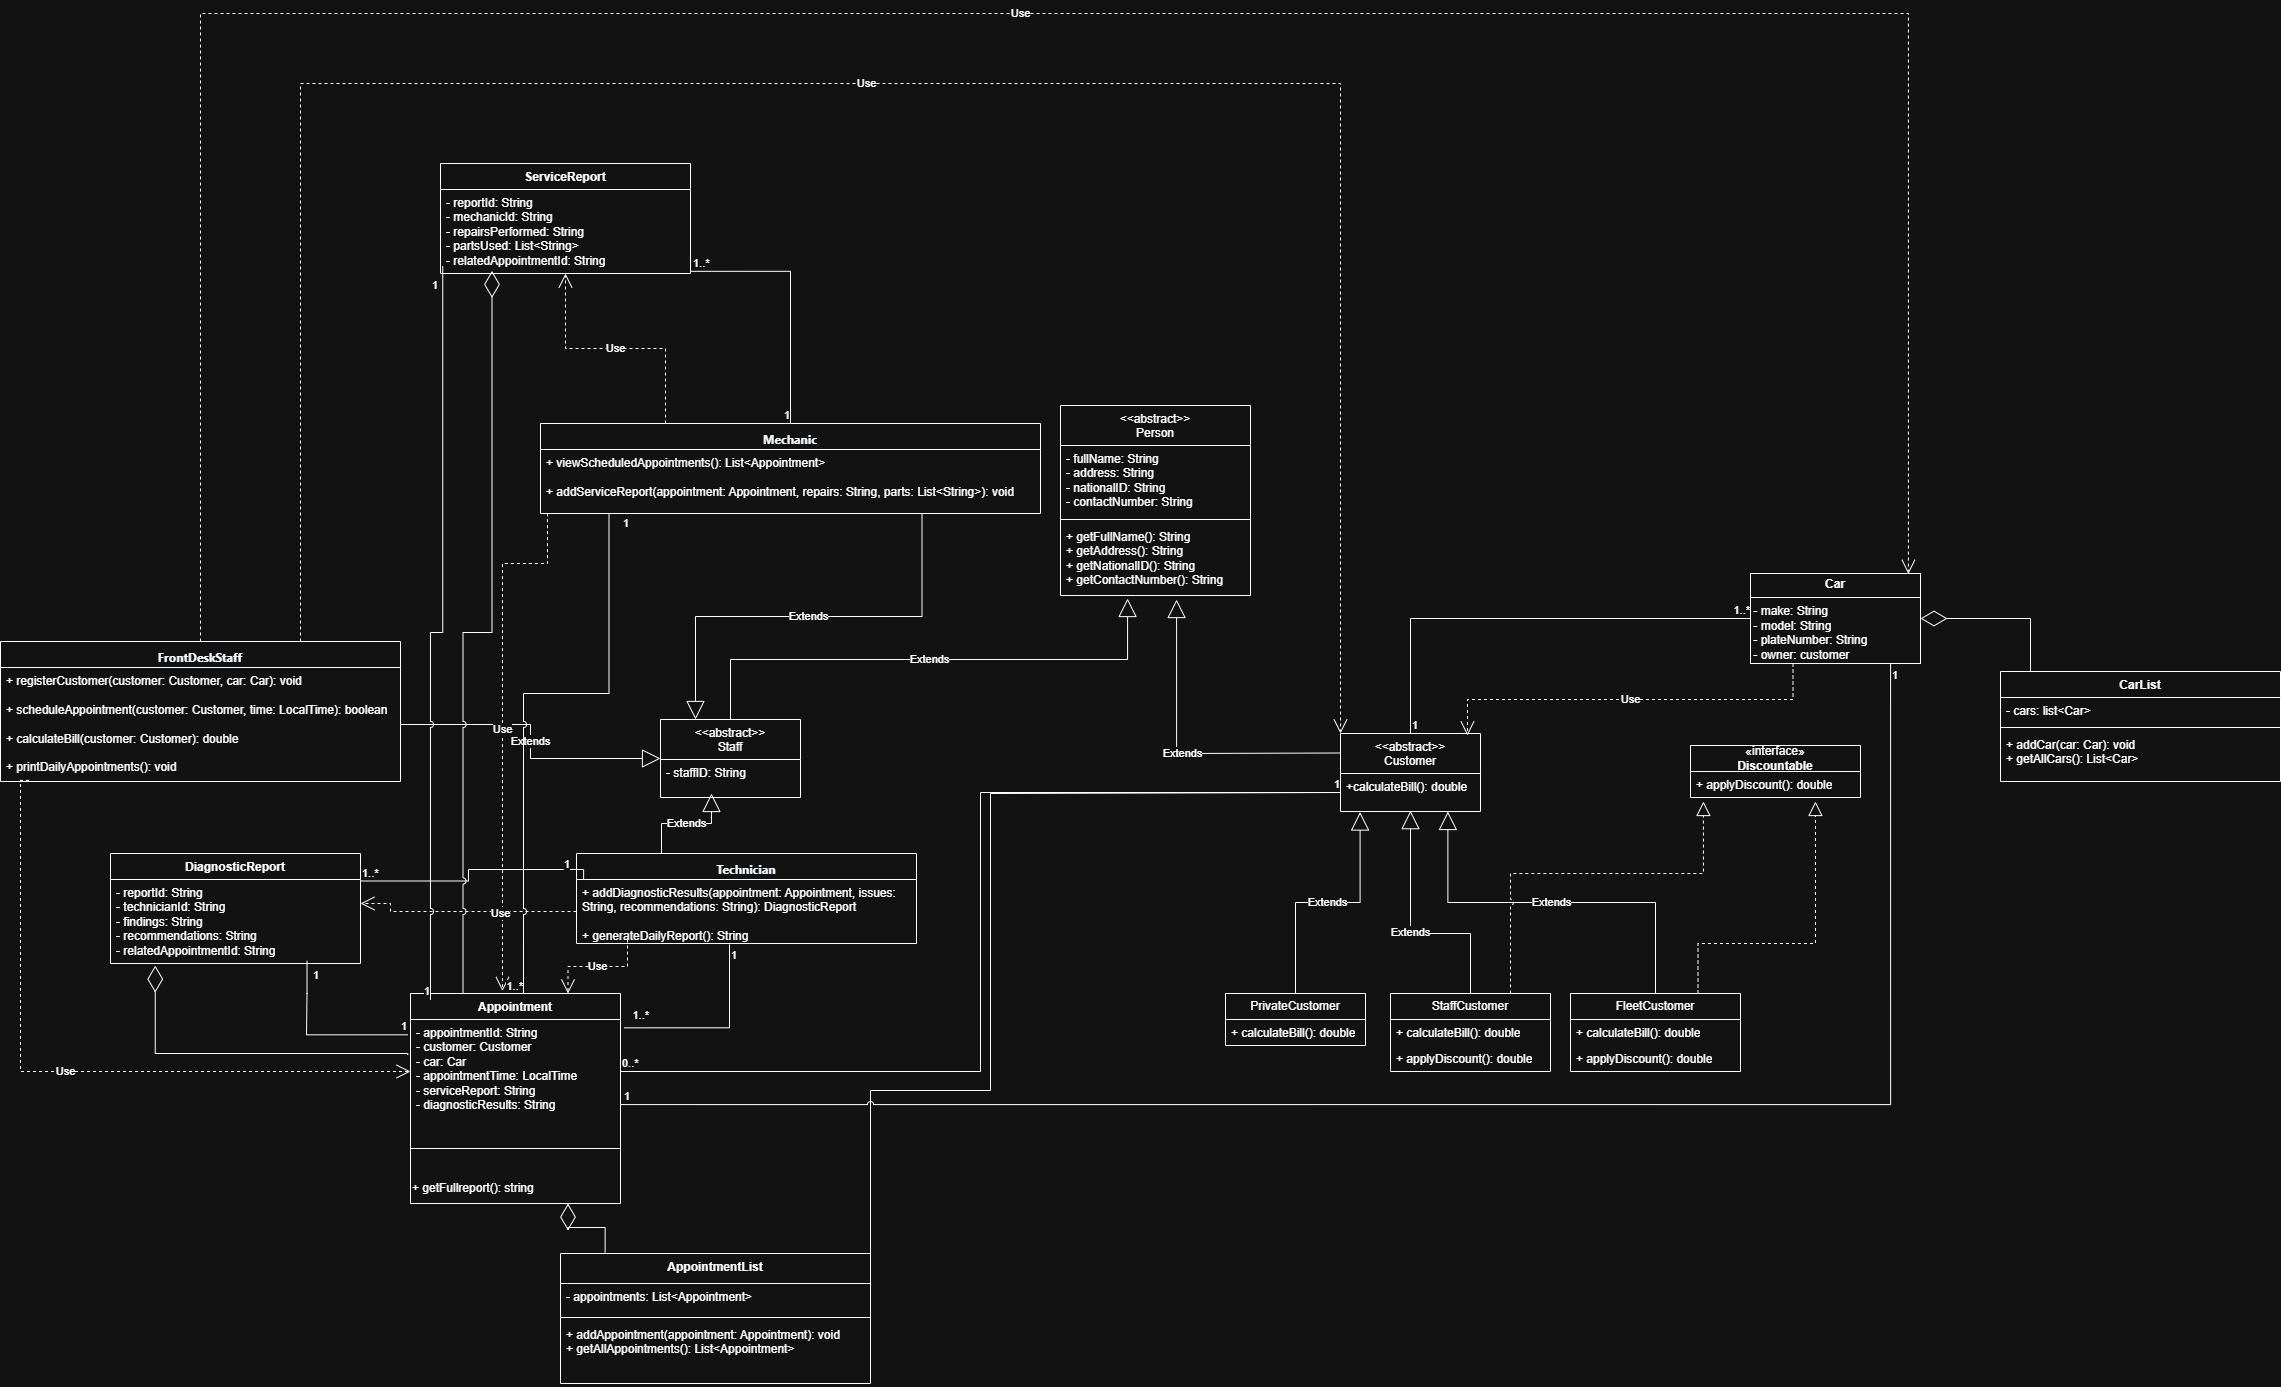 Use
Use
ServiceReport
- reportId: String
- mechanicId: String
- repairsPerformed: String
- partsUsed: List<String>
- relatedAppointmentId: String
1..*
1
Use
1
Mechanic
+ viewScheduledAppointments(): List<Appointment>
+ addServiceReport(appointment: Appointment, repairs: String, parts: List<String>): void
1
<<abstract>>
Person
- fullName: String
- address: String
- nationalID: String
- contactNumber: String
+ getFullName(): String
+ getAddress(): String
+ getNationalID(): String
+ getContactNumber(): String
Car
- make: String
- model: String
- plateNumber: String
- owner: customer
1..*
1
Extends
Extends
FrontDeskStaff
+ registerCustomer(customer: Customer, car: Car): void
+ scheduleAppointment(customer: Customer, time: LocalTime): boolean
+ calculateBill(customer: Customer): double
+ printDailyAppointments(): void
Use
Extends
<<abstract>>
Staff
- staffID: String
Extends
Use
CarList
- cars: list<Car>
+ addCar(car: Car): void
+ getAllCars(): List<Car>
1
<<abstract>>
Customer
+calculateBill(): double
1
Extends
«interface»
Discountable
+ applyDiscount(): double
DiagnosticReport
- reportId: String
- technicianId: String
- findings: String
- recommendations: String
- relatedAppointmentId: String
1..*
1
Use
1
Technician
+ addDiagnosticResults(appointment: Appointment, issues:
String, recommendations: String): DiagnosticReport
+ generateDailyReport(): String
1
Use
Extends
Extends
Extends
PrivateCustomer
+ calculateBill(): double
StaffCustomer
+ calculateBill(): double
+ applyDiscount(): double
FleetCustomer
+ calculateBill(): double
+ applyDiscount(): double
1
1..*
1
1..*
0..*
1
Use
Appointment
- appointmentId: String
- customer: Customer
- car: Car
- appointmentTime: LocalTime
- serviceReport: String
- diagnosticResults: String
+ getFullreport(): string
AppointmentList
- appointments: List<Appointment>
+ addAppointment(appointment: Appointment): void
+ getAllAppointments(): List<Appointment>